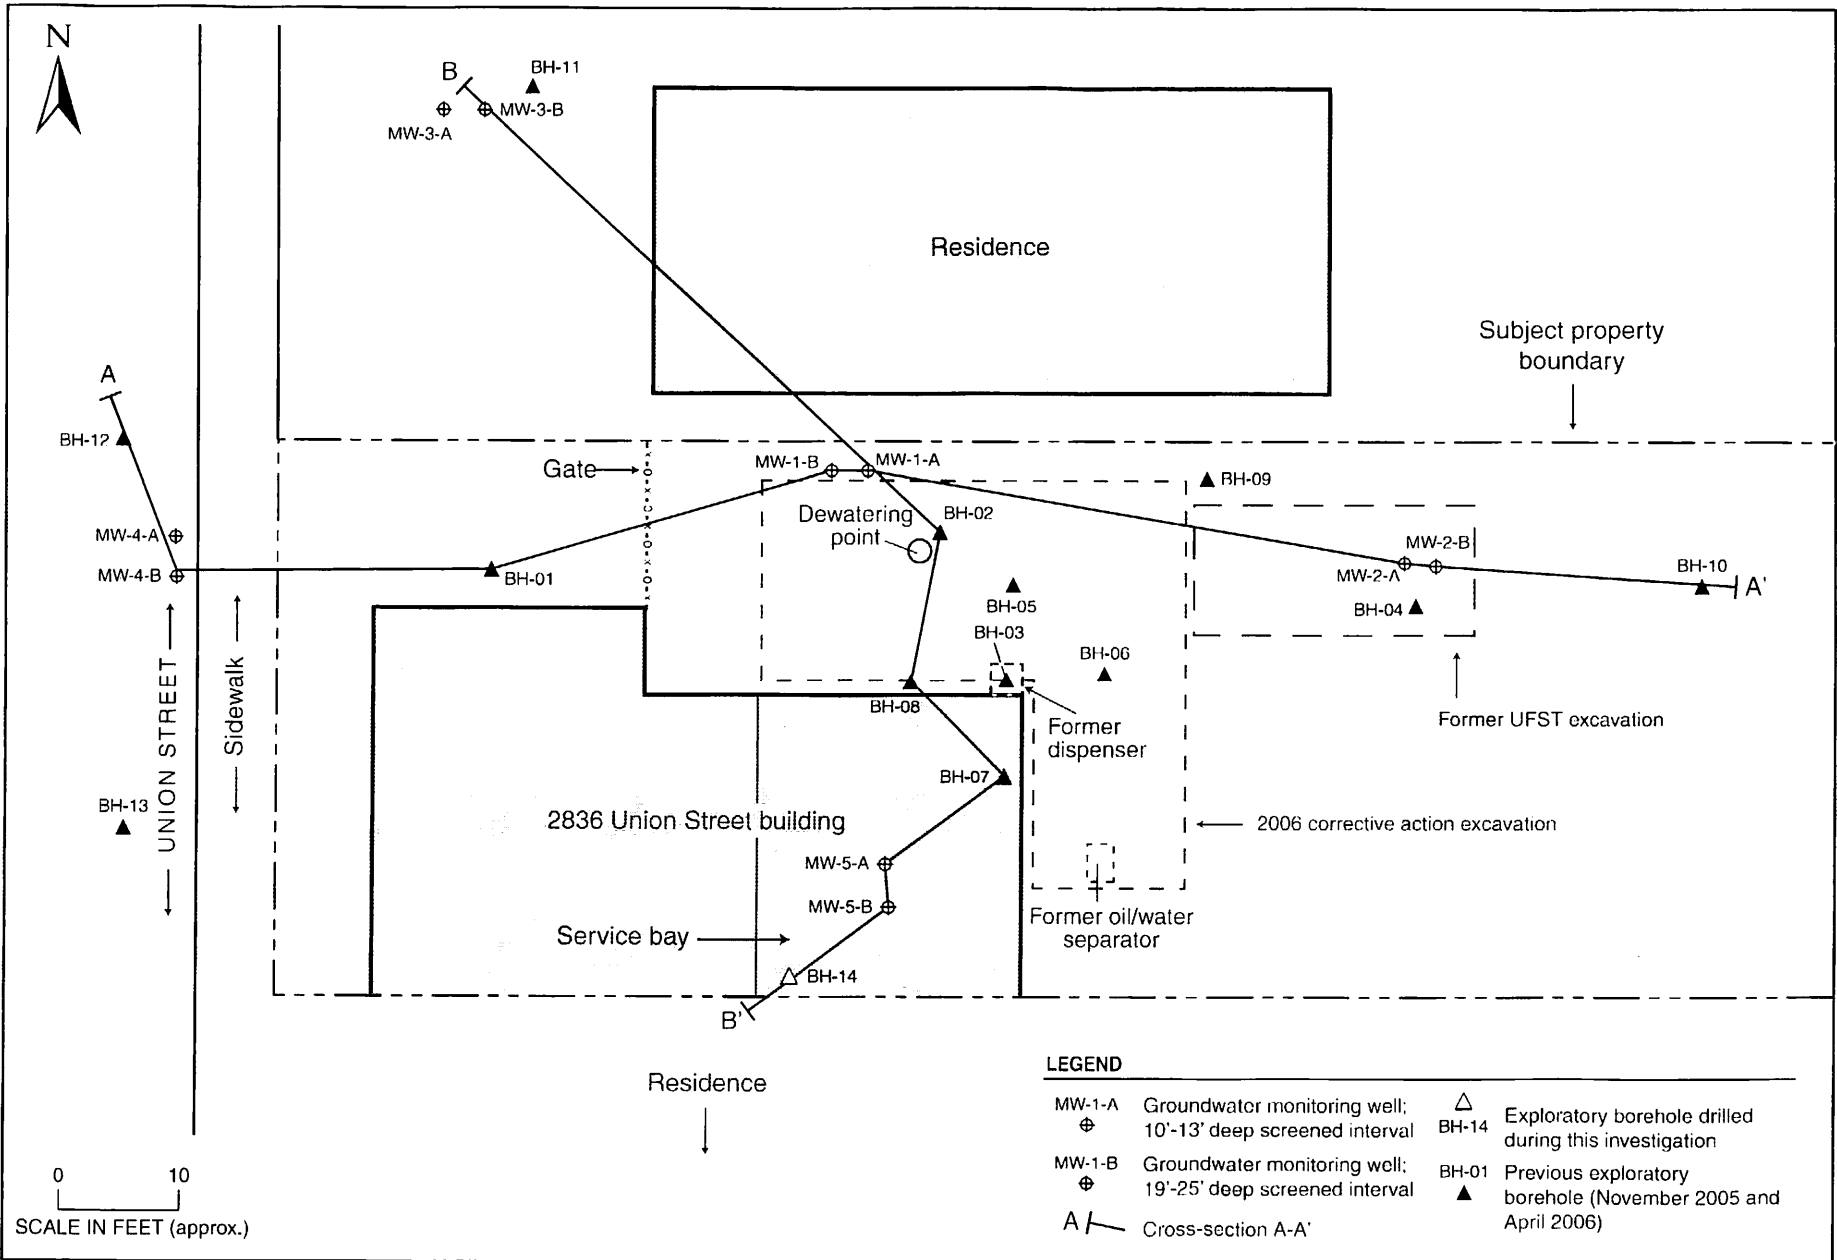 N
B
BH-11
MW-3-B
MW-3-A
Residence
Subject property
boundary
A
BH-12
Gate
MW-1-B
MW-1-A
BH-09
Dewatering
point
BH-02
MW-4-A
MW-4-B
BH-01
MW-2-B
MW-2-A
BH-10
A'
BH-05
BH-04
BH-03
BH-06
UNION STREET
Sidewalk
BH-08
Former
dispenser
Former UFST excavation
BH-07
BH-13
2836 Union Street building
2006 corrective action excavation
MW-5-A
MW-5-B
Former oil/water
separator
Service bay
BH-14
B'
Residence
LEGEND
MW-1-A
Groundwater monitoring well;
10'-13' deep screened interval
MW-1-B
Groundwater monitoring well;
19'-25' deep screened interval
A
Cross-section A-A'
BH-14
Exploratory borehole drilled
during this investigation
BH-01
Previous exploratory
borehole (November 2005 and
April 2006)
0 10
SCALE IN FEET (approx.)